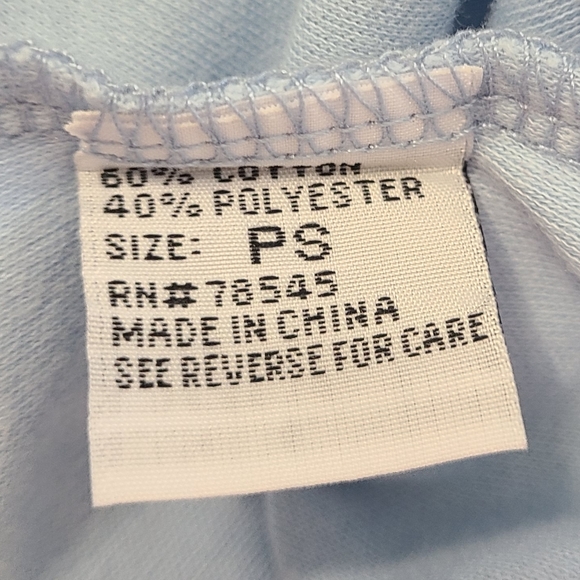 60% COTTON
40% POLYESTER
SIZE: PS
RN# 78545
MADE IN CHINA
SEE REVERSE FOR CARE